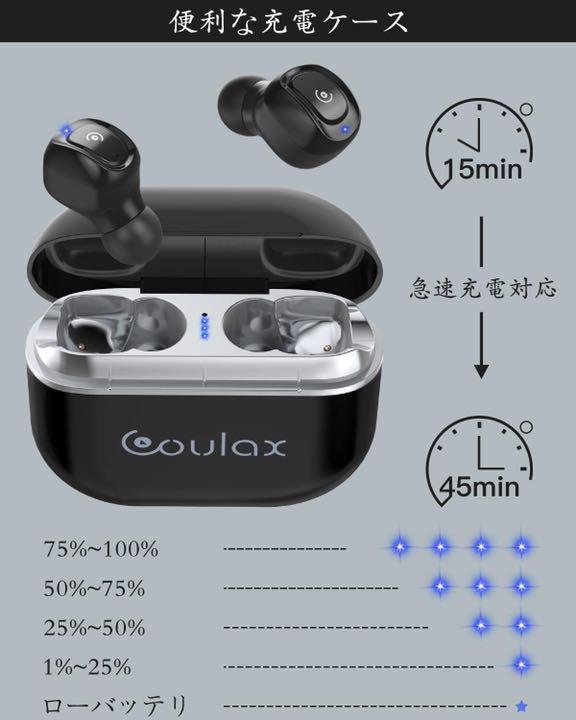 便利な充電ケース
15min
急速充電対応
Coulax
45min
75%~100%
50%~75%
25%~50%
1%~25%
ローバッテリ